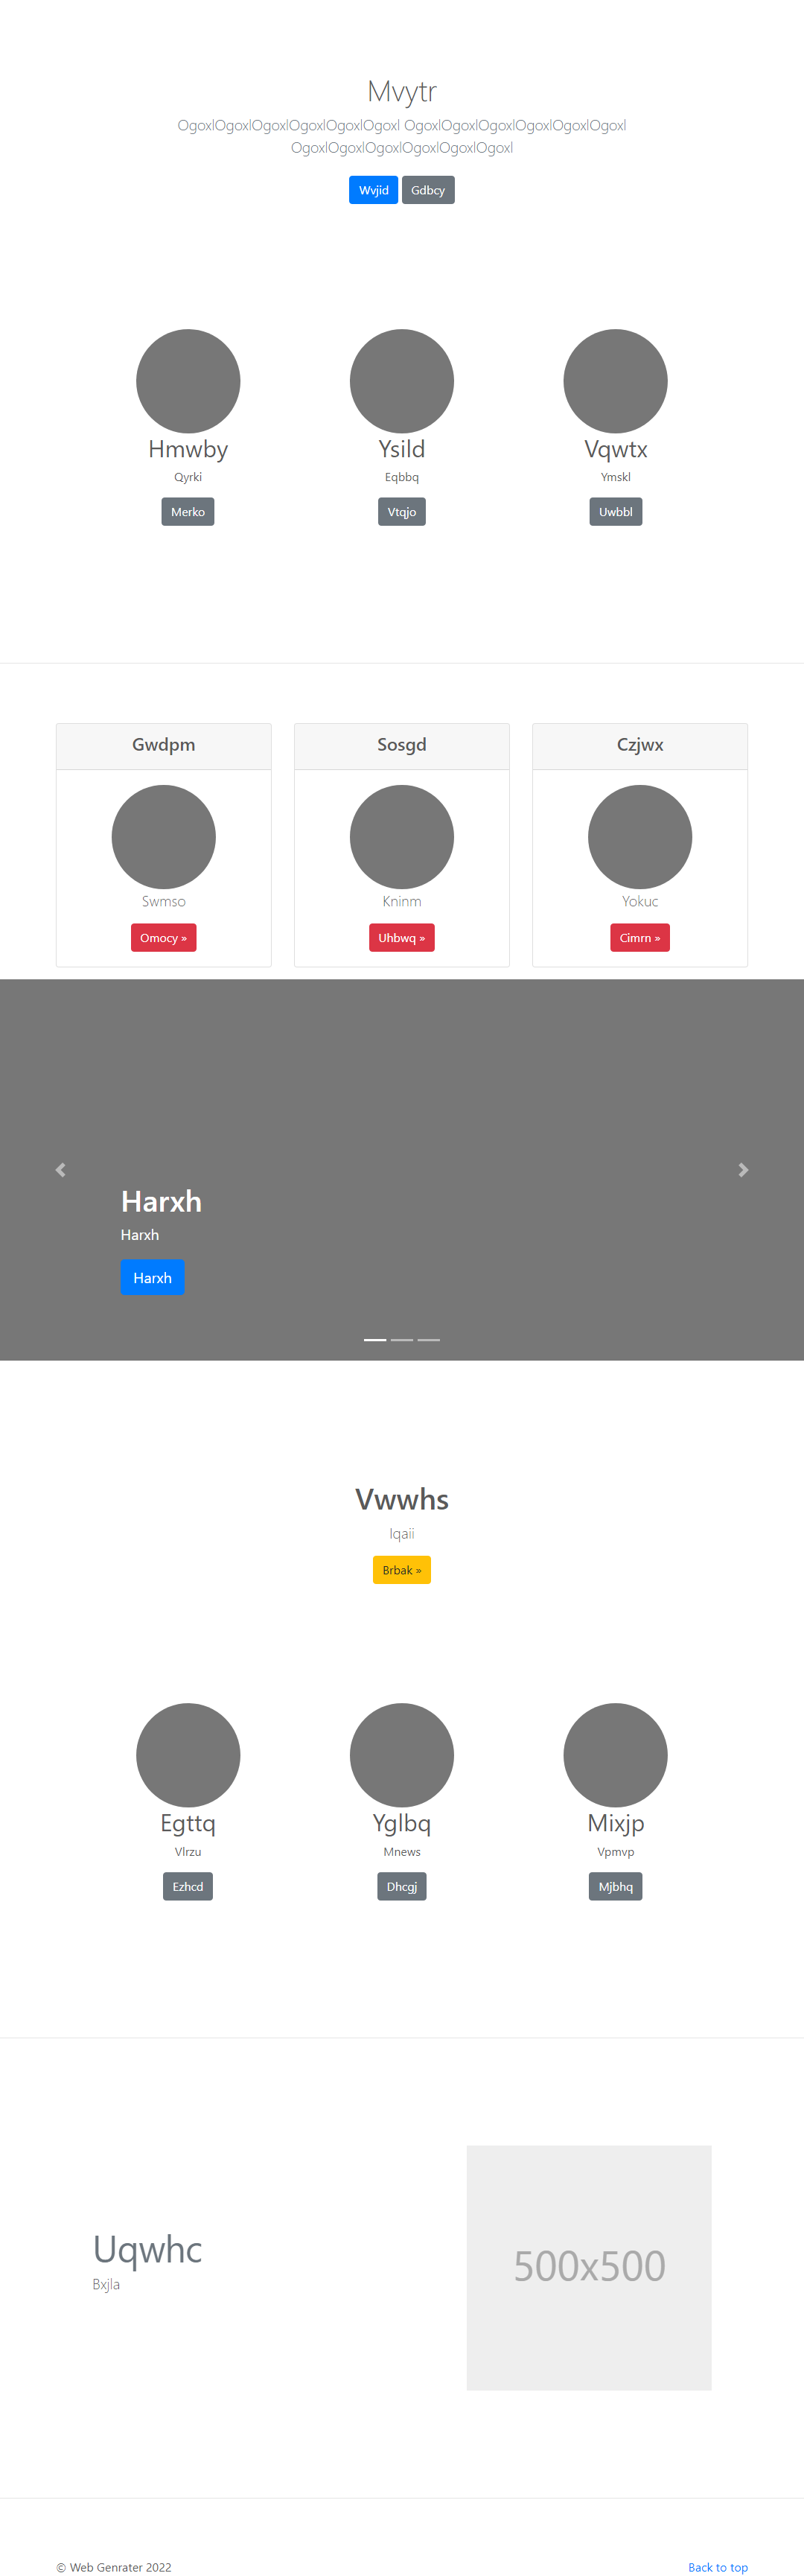 Mvytr
OgoxlOgoxlOgoxlOgoxlOgoxlOgoxl OgoxlOgoxlOgoxlOgoxlOgoxlOgoxl
OgoxlOgoxlOgoxlOgoxlOgoxlOgoxl
Wvjid Gdbcy
Hmwby Ysild Vqwtx
Qyrki Eqbbq Ymskl
Merko Vtqjo Uwbbl
Gwdpm Sosgd Czjwx
Swmso Kninm Yokuc
Omocy » Uhbwq » Cimrn »
Harxh
Harxh
Harxh
Vwwhs
Iqaii
Brbak »
Egttq Yglbq Mixjp
Vlrzu Mnews Vpmvp
Ezhcd Dhcgj Mjbhq
Uqwhc
Bxjla
500x500
© Web Genrater 2022 Back to top